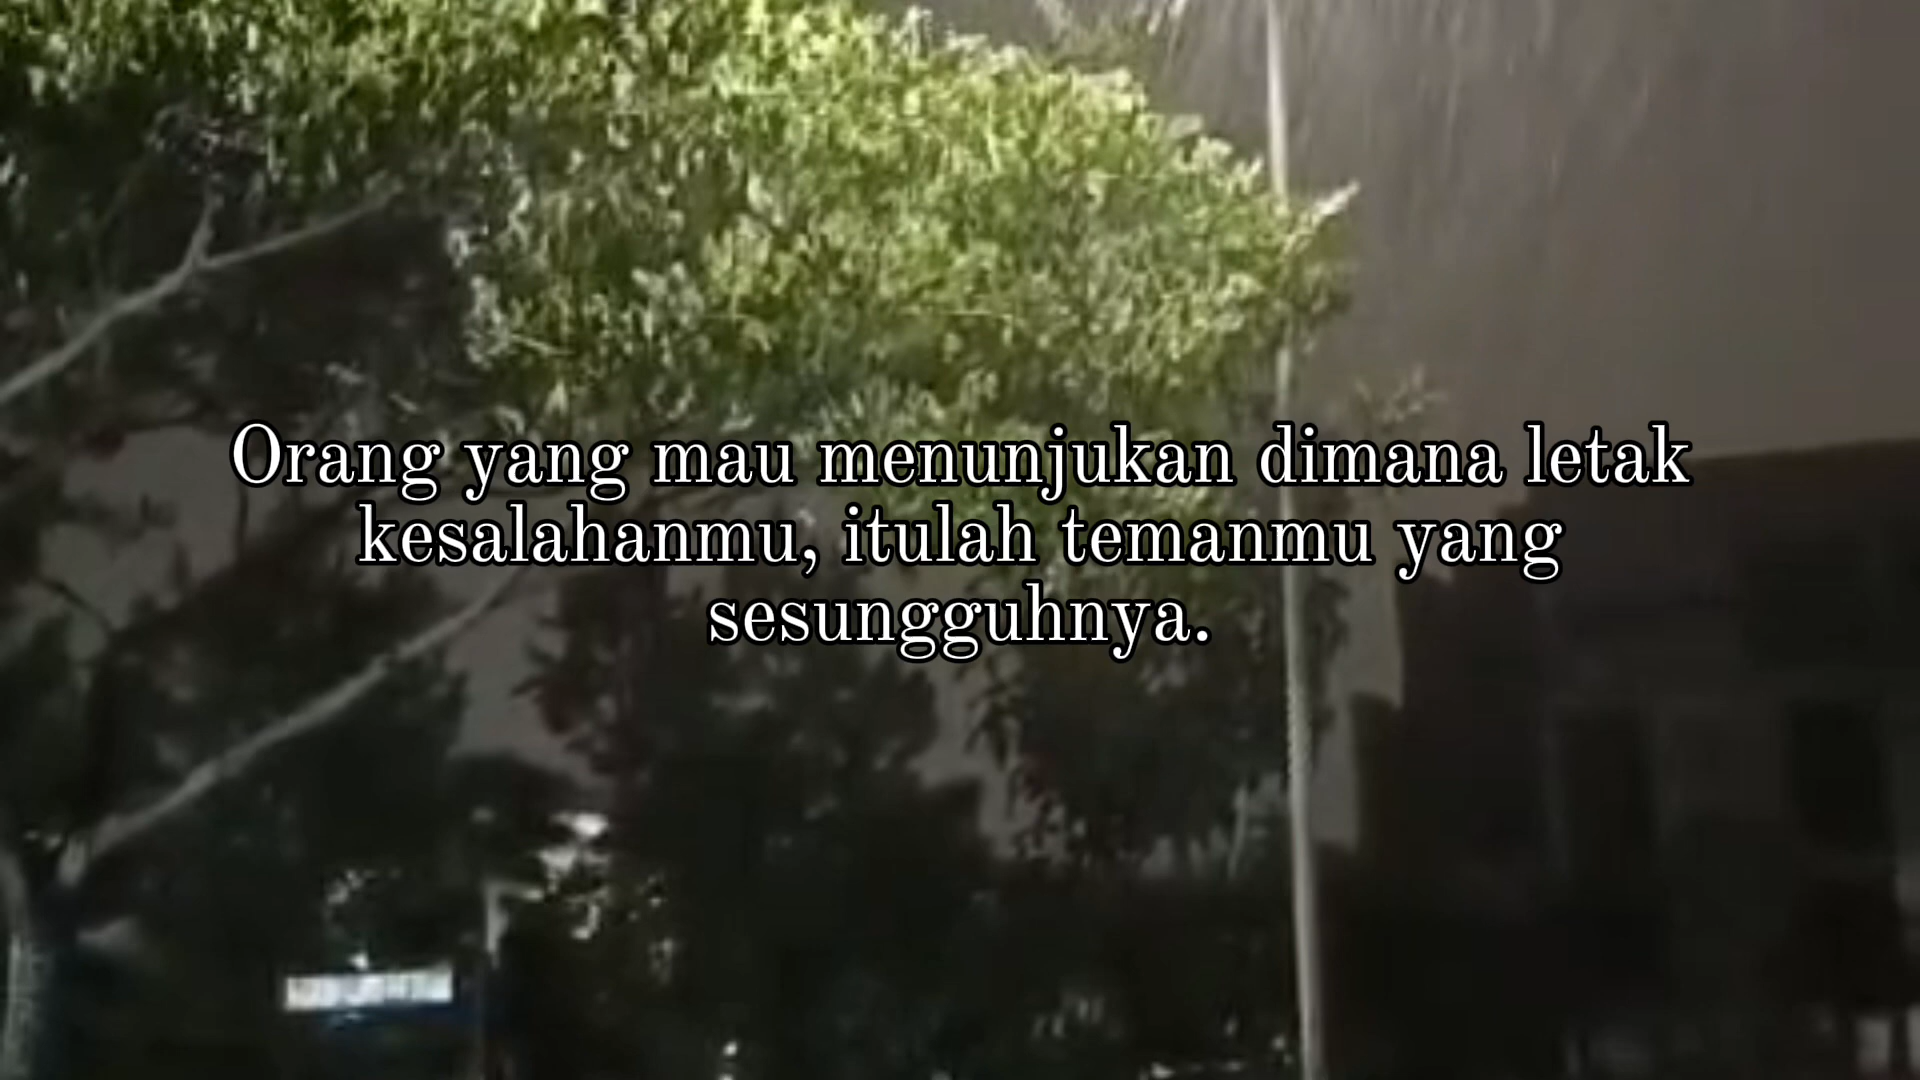 Orang yang mau menunjukan dimana letak
kesalahanmu, itulah temanmu yang
sesungguhnya.